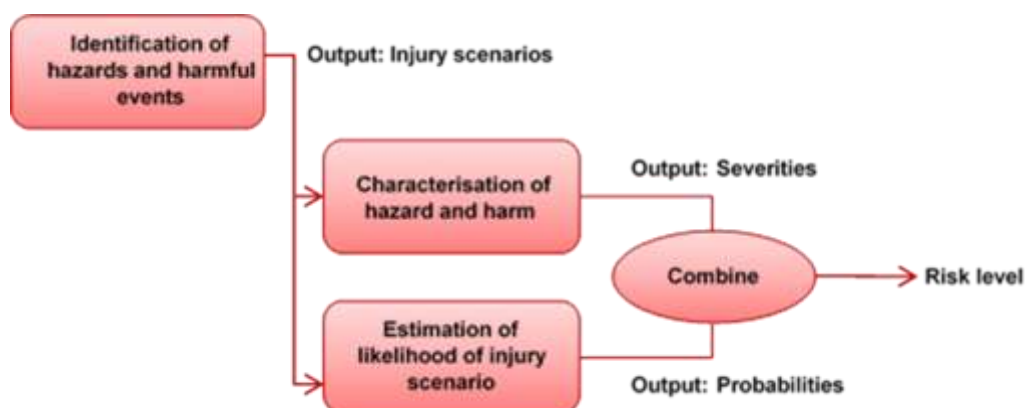 Identification of
hazards and harmful
events
Output: Injury scenarios
Characterisation of
hazard and harm
Output: Severities
Combine
Risk level
Estimation of
likelihood of injury
scenario
Output: Probabilities